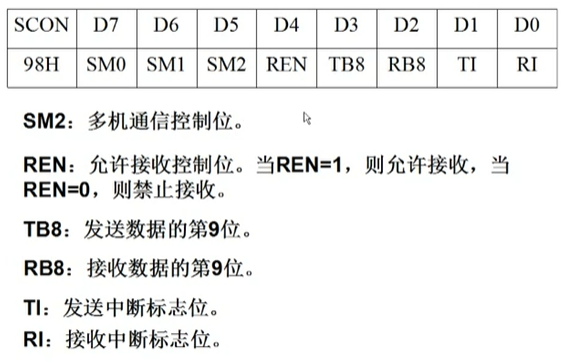 SCON D7 D6 D5 D4 D3 D2 D1 D0
98H SM0 SM1 SM2 REN TB8 RB8 TI RI
SM2：多机通信控制位。
REN：允许接收控制位。当REN=1，则允许接收，当
REN=0，则禁止接收。
TB8：发送数据的第9位。
RB8：接收数据的第9位。
TI：发送中断标志位。
RI：接收中断标志位。